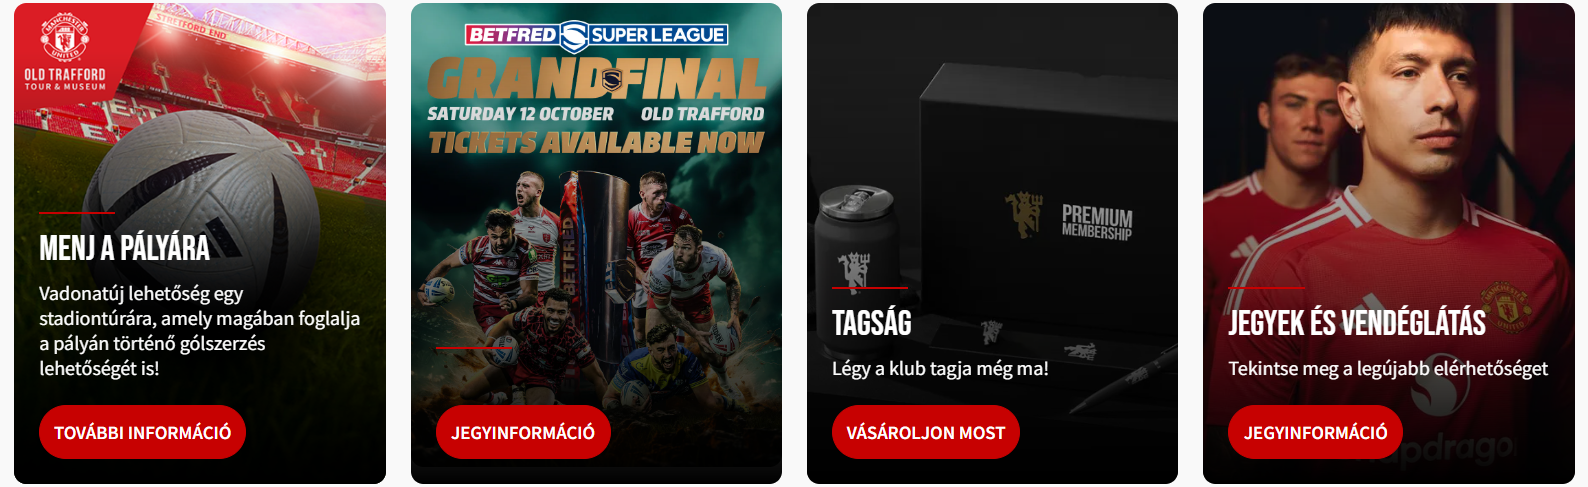 STRETFORD END
MANCHESTER
UNITED
OLD TRAFFORD
TOUR & MUSEUM
MENJ A PÁLYÁRA
Vadonatúj lehetőség egy
stadiontúrára, amely magában foglalja
a pályán történő gólszerzés
lehetőségét is!
TOVÁBBI INFORMÁCIÓ
BETFRED SUPER LEAGUE
GRAND FINAL
SATURDAY 12 OCTOBER OLD TRAFFORD
TICKETS AVAILABLE NOW
BETFRED
JEGYINFORMÁCIÓ
PREMIUM
MEMBERSHIP
TAGSÁG
Légy a klub tagja még ma!
VÁSÁROLJON MOST
MANCHESTER
UNITED
JEGYEK ÉS VENDÉGLÁTÁS
Tekintse meg a legújabb elérhetőséget
JEGYINFORMÁCIÓ
apdrago